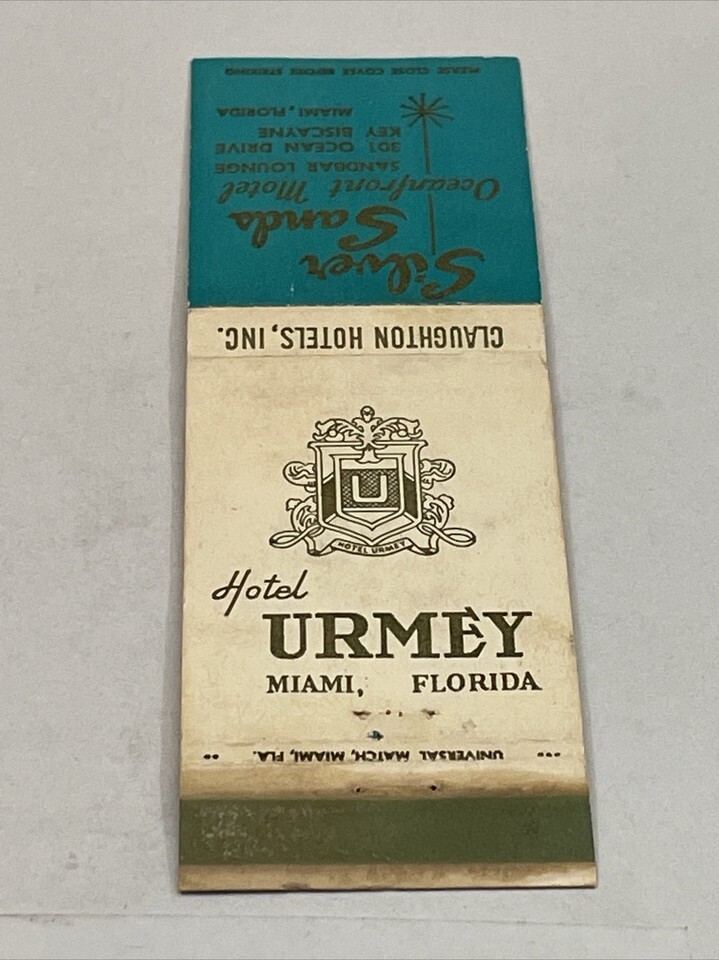 PLEASE CLOSE COVER BEFORE STRIKING
Silver
Sands
Oceanfront Motel
SANDBAR LOUNGE
301 OCEAN DRIVE
KEY BISCAYNE
MIAMI, FLORIDA
CLAUGHTON HOTELS, INC.
U
HOTEL URMEY
Hotel
URMEY
MIAMI, FLORIDA
UNIVERSAL MATCH, MIAMI, FLA.